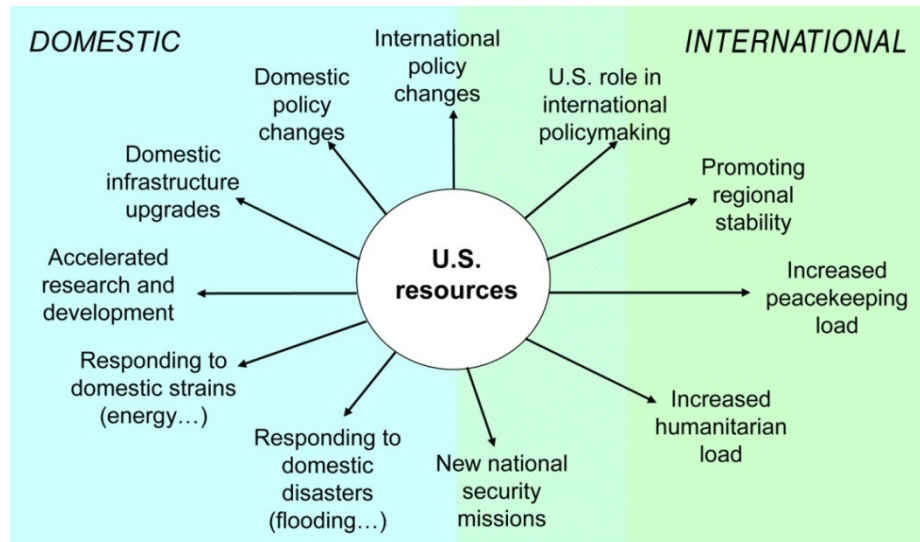 DOMESTIC
INTERNATIONAL
International
policy
changes
U.S. role in
international
policymaking
Domestic
policy
changes
Promoting
regional
stability
Domestic
infrastructure
upgrades
U.S.
resources
Accelerated
research and
development
Increased
peacekeeping
load
Responding to
domestic strains
(energy…)
Increased
humanitarian
load
Responding to
domestic
disasters
(flooding…)
New national
security
missions